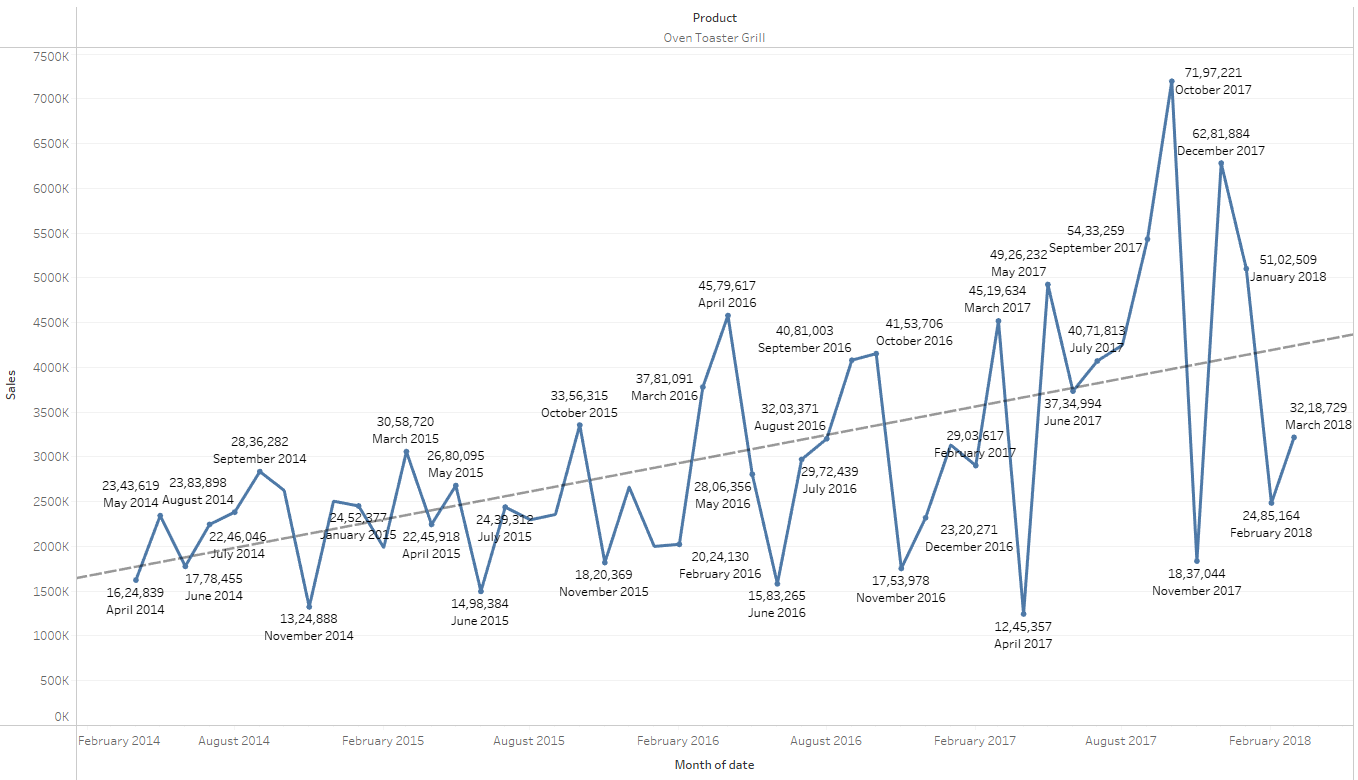 Product
Oven Toaster Grill
7500K
7000K
6500K
6000K
5500K
5000K
4500K
4000K
3500K
3000K
2500K
2000K
1500K
1000K
500K
0K
Sales
16,24,839
April 2014
23,43,619
May 2014
17,78,455
June 2014
22,46,046
July 2014
23,83,898
August 2014
28,36,282
September 2014
13,24,888
November 2014
24,52,377
January 2015
30,58,720
March 2015
22,45,918
April 2015
26,80,095
May 2015
14,98,384
June 2015
24,39,312
July 2015
33,56,315
October 2015
18,20,369
November 2015
20,24,130
February 2016
37,81,091
March 2016
45,79,617
April 2016
28,06,356
May 2016
15,83,265
June 2016
29,72,439
July 2016
32,03,371
August 2016
40,81,003
September 2016
41,53,706
October 2016
17,53,978
November 2016
23,20,271
December 2016
29,03,617
February 2017
45,19,634
March 2017
12,45,357
April 2017
49,26,232
May 2017
37,34,994
June 2017
40,71,813
July 2017
54,33,259
September 2017
71,97,221
October 2017
18,37,044
November 2017
62,81,884
December 2017
51,02,509
January 2018
24,85,164
February 2018
32,18,729
March 2018
February 2014
August 2014
February 2015
August 2015
February 2016
August 2016
February 2017
August 2017
February 2018
Month of date